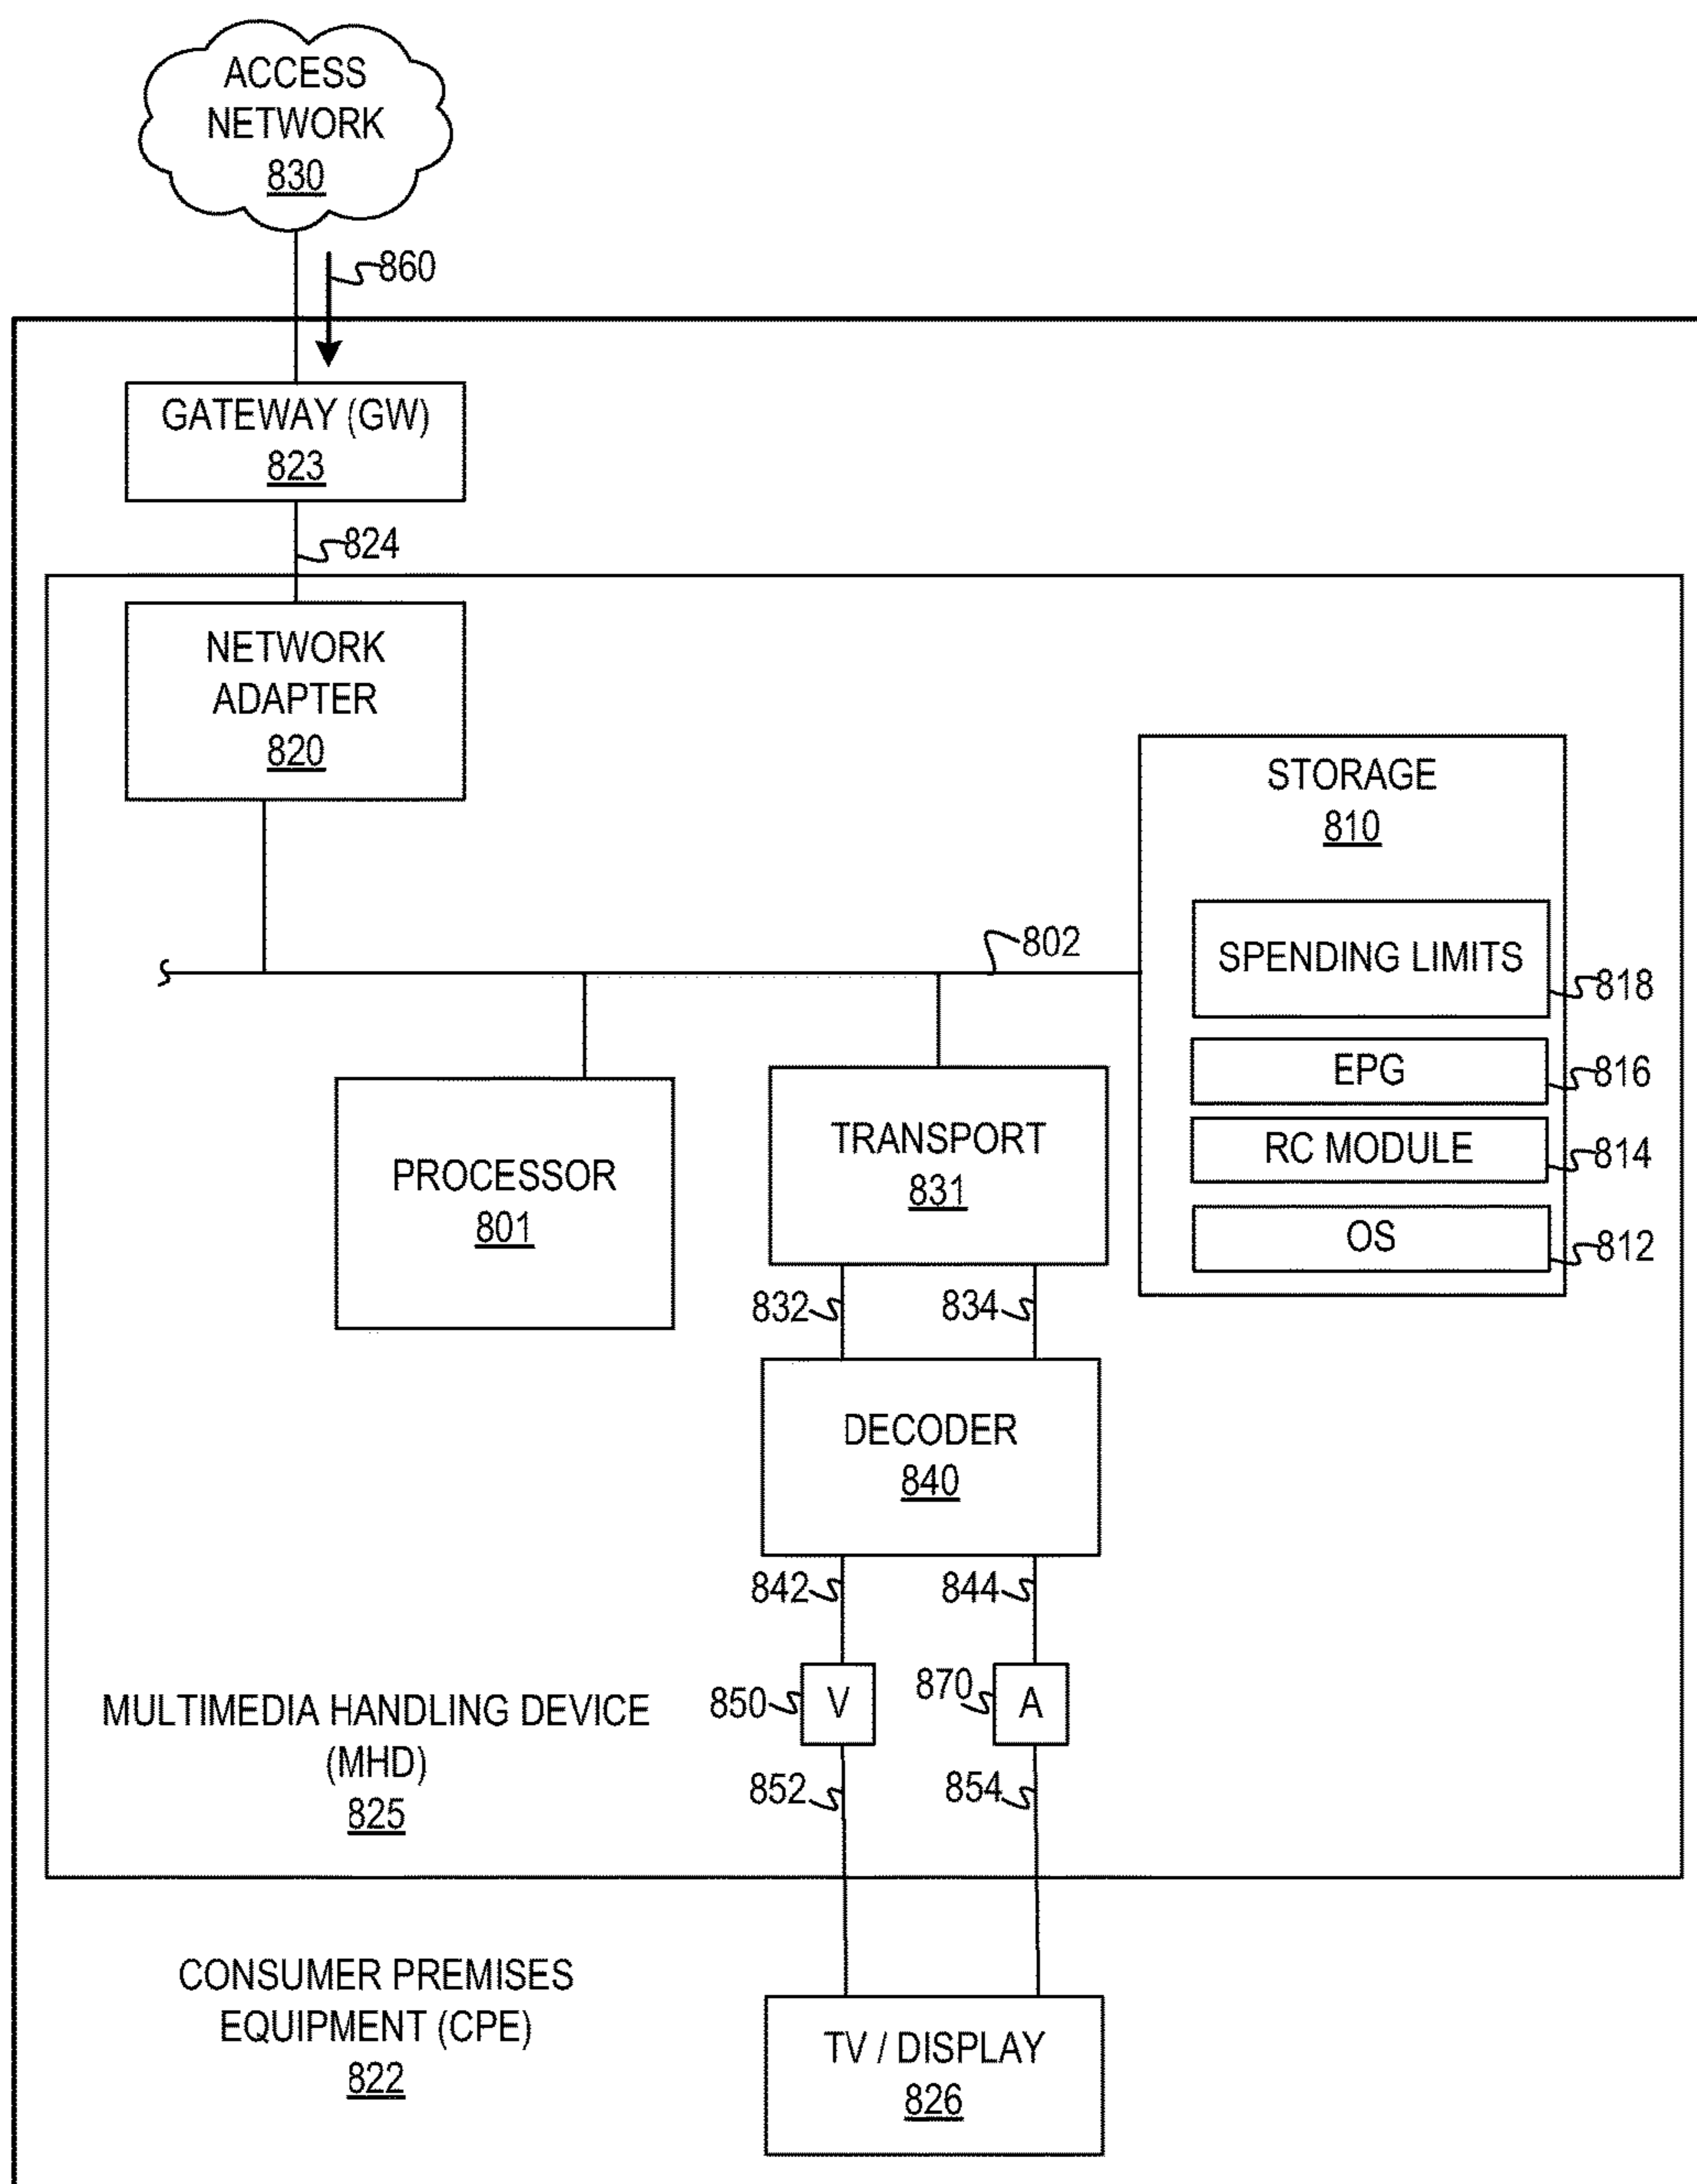 ACCESS
NETWORK
830
860
GATEWAY (GW)
823
824
NETWORK
ADAPTER
820
STORAGE
810
802
SPENDING LIMITS
818
EPG
816
RC MODULE
814
OS
812
PROCESSOR
801
TRANSPORT
831
832
834
DECODER
840
842
844
850
V
870
A
MULTIMEDIA HANDLING DEVICE
(MHD)
825
852
854
CONSUMER PREMISES
EQUIPMENT (CPE)
822
TV / DISPLAY
826